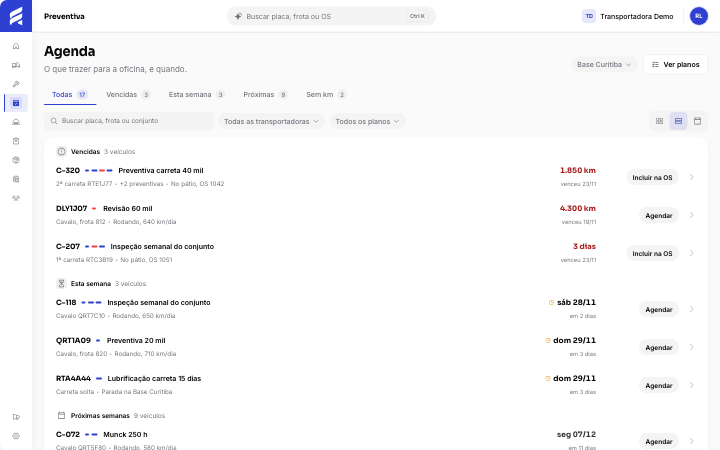 Preventiva
Buscar placa, frota ou OS
Ctrl K
TD
Transportadora Demo
RL
Agenda
O que trazer para a oficina, e quando.
Base Curitiba
Ver planos
Todas 17
Vencidas 3
Esta semana 3
Próximas 9
Sem km 2
Buscar placa, frota ou conjunto
Todas as transportadoras
Todos os planos
Vencidas 3 veículos
C-320 Preventiva carreta 40 mil
1.850 km
2ª carreta RTE1J77 · +2 preventivas · No pátio, OS 1042
venceu 23/11
Incluir na OS
DLY1J07 Revisão 60 mil
4.300 km
Cavalo, frota 812 · Rodando, 640 km/dia
venceu 19/11
Agendar
C-207 Inspeção semanal do conjunto
3 dias
1ª carreta RTC3B19 · No pátio, OS 1051
venceu 23/11
Incluir na OS
Esta semana 3 veículos
C-118 Inspeção semanal do conjunto
sáb 28/11
Cavalo QRT7C10 · Rodando, 650 km/dia
em 2 dias
Agendar
QRT1A09 Preventiva 20 mil
dom 29/11
Cavalo, frota 820 · Rodando, 710 km/dia
em 3 dias
Agendar
RTA4A44 Lubrificação carreta 15 dias
dom 29/11
Carreta solta · Parada na Base Curitiba
em 3 dias
Agendar
Próximas semanas 9 veículos
C-072 Munck 250 h
seg 07/12
Cavalo QRT5F80 · Rodando, 580 km/dia
em 11 dias
Agendar